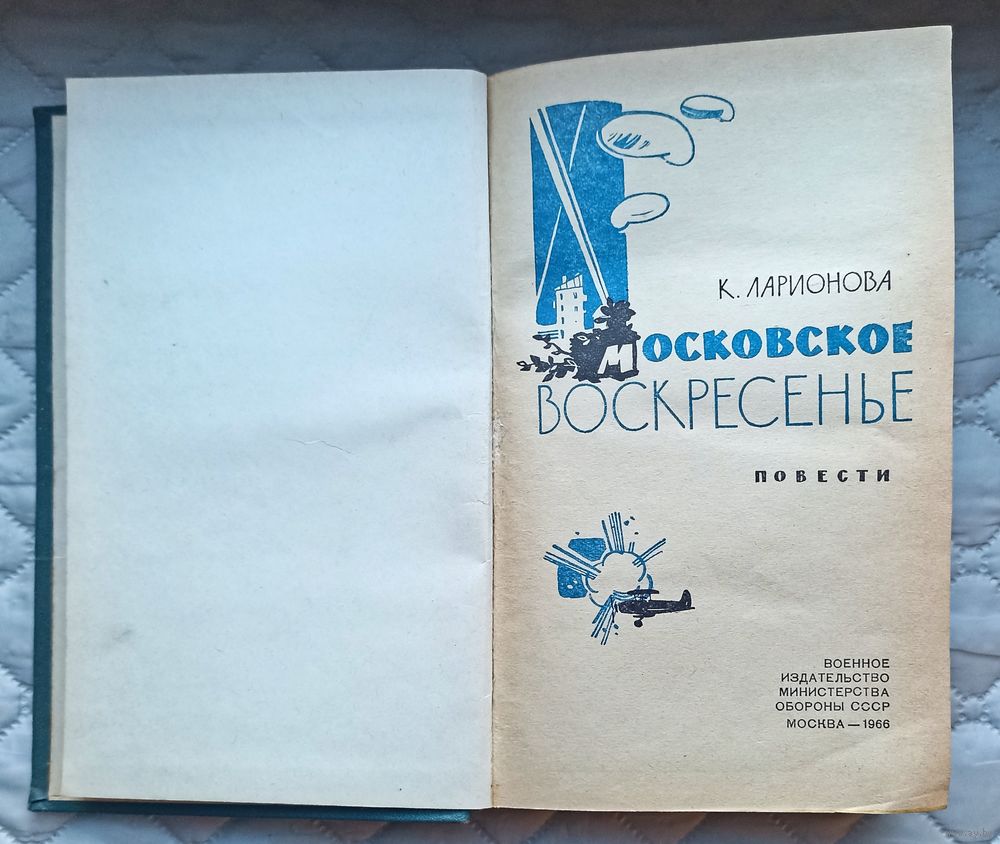 К. ЛАРИОНОВА
МОСКОВСКОЕ
ВОСКРЕСЕНЬЕ
ПОВЕСТИ
ВОЕННОЕ
ИЗДАТЕЛЬСТВО
МИНИСТЕРСТВА
ОБОРОНЫ СССР
МОСКВА — 1966